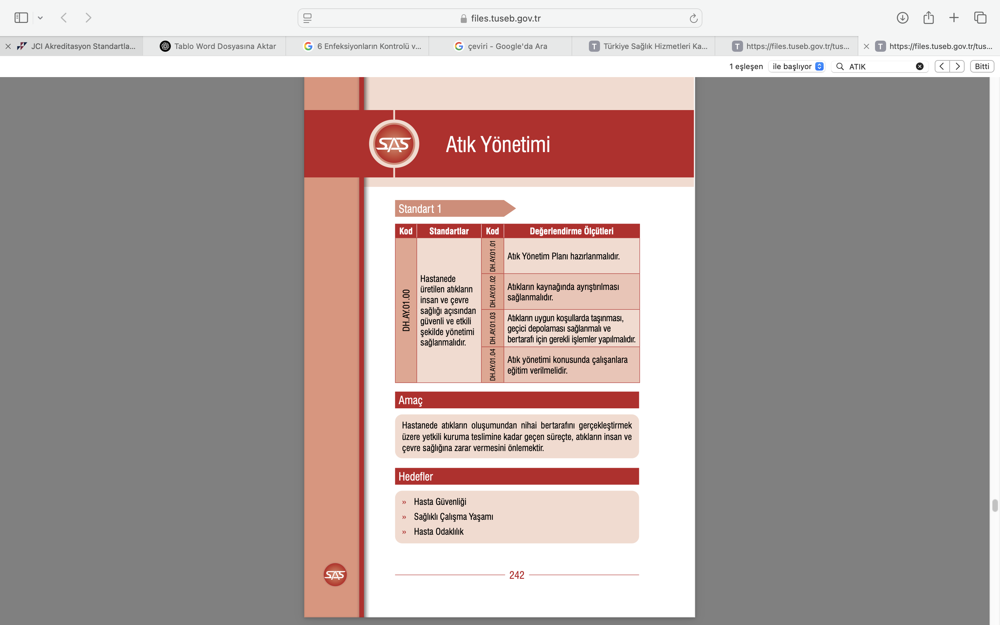 files.tuseb.gov.tr
JCI Akreditasyon Standartla...
Tablo Word Dosyasına Aktar
6 Enfeksiyonların Kontrolü v...
çeviri - Google'da Ara
T Türkiye Sağlık Hizmetleri Ka...
T https://files.tuseb.gov.tr/tus...
T https://files.tuseb.gov.tr/tus...
1 eşleşen
ile başlıyor
ATIK
Bitti
SAS
Atık Yönetimi
Standart 1
Kod Standartlar Kod Değerlendirme Ölçütleri
DH.AY.01.00
Hastanede
üretilen atıkların
insan ve çevre
sağlığı açısından
güvenli ve etkili
şekilde yönetimi
sağlanmalıdır.
DH.AY.01.01
Atık Yönetim Planı hazırlanmalıdır.
DH.AY.01.02
Atıkların kaynağında ayrıştırılması
sağlanmalıdır.
DH.AY.01.03
Atıkların uygun koşullarda taşınması,
geçici depolaması sağlanmalı ve
bertarafı için gerekli işlemler yapılmalıdır.
DH.AY.01.04
Atık yönetimi konusunda çalışanlara
eğitim verilmelidir.
Amaç
Hastanede atıkların oluşumundan nihai bertarafını gerçekleştirmek
üzere yetkili kuruma teslimine kadar geçen süreçte, atıkların insan ve
çevre sağlığına zarar vermesini önlemektir.
Hedefler
» Hasta Güvenliği
» Sağlıklı Çalışma Yaşamı
» Hasta Odaklılık
SAS
242